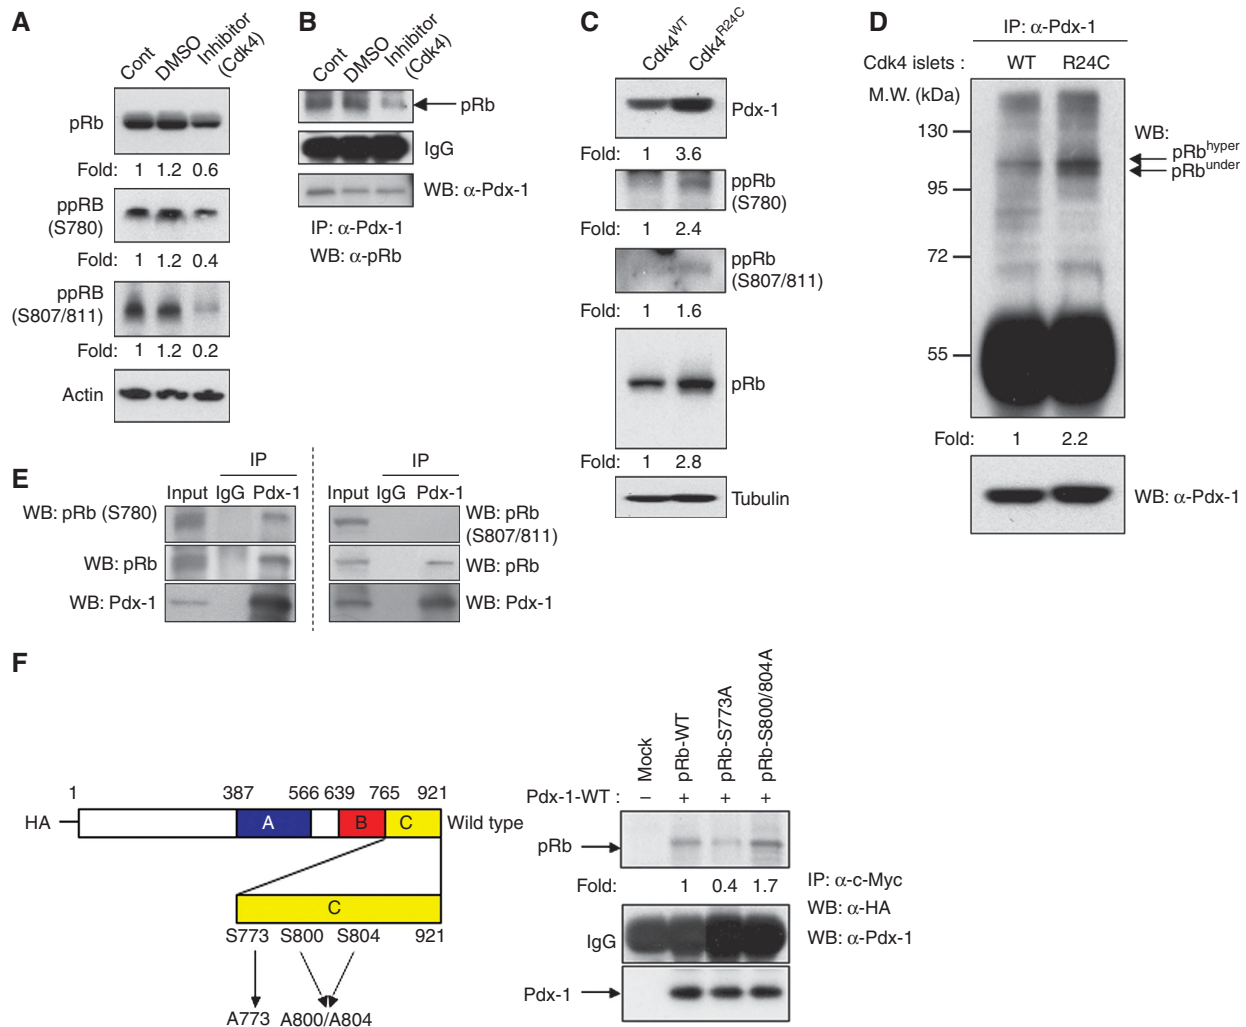 A
Cont
DMSO
Inhibitor
(Cdk4)
pRb
Fold: 1 1.2 0.6
ppRB
(S780)
Fold: 1 1.2 0.4
ppRB
(S807/811)
Fold: 1 1.2 0.2
Actin
B
Cont
DMSO
Inhibitor
(Cdk4)
pRb
IgG
WB: α-Pdx-1
IP: α-Pdx-1
WB: α-pRb
C
Cdk4WT
Cdk4R24C
Pdx-1
Fold: 1 3.6
ppRb
(S780)
Fold: 1 2.4
ppRb
(S807/811)
Fold: 1 1.6
pRb
Fold: 1 2.8
Tubulin
D
IP: α-Pdx-1
Cdk4 islets : WT R24C
M.W. (kDa)
130
95
72
55
WB:
pRbhyper
pRbunder
Fold: 1 2.2
WB: α-Pdx-1
E
IP
Input IgG Pdx-1
WB: pRb (S780)
WB: pRb
WB: Pdx-1
IP
Input IgG Pdx-1
WB: pRb
(S807/811)
WB: pRb
WB: Pdx-1
F
1 387 566 639 765 921
HA A B C Wild type
C
S773 S800 S804 921
A773 A800/A804
Mock
pRb-WT
pRb-S773A
pRb-S800/804A
Pdx-1-WT : – + + +
pRb
Fold: 1 0.4 1.7
IgG
Pdx-1
IP: α-c-Myc
WB: α-HA
WB: α-Pdx-1